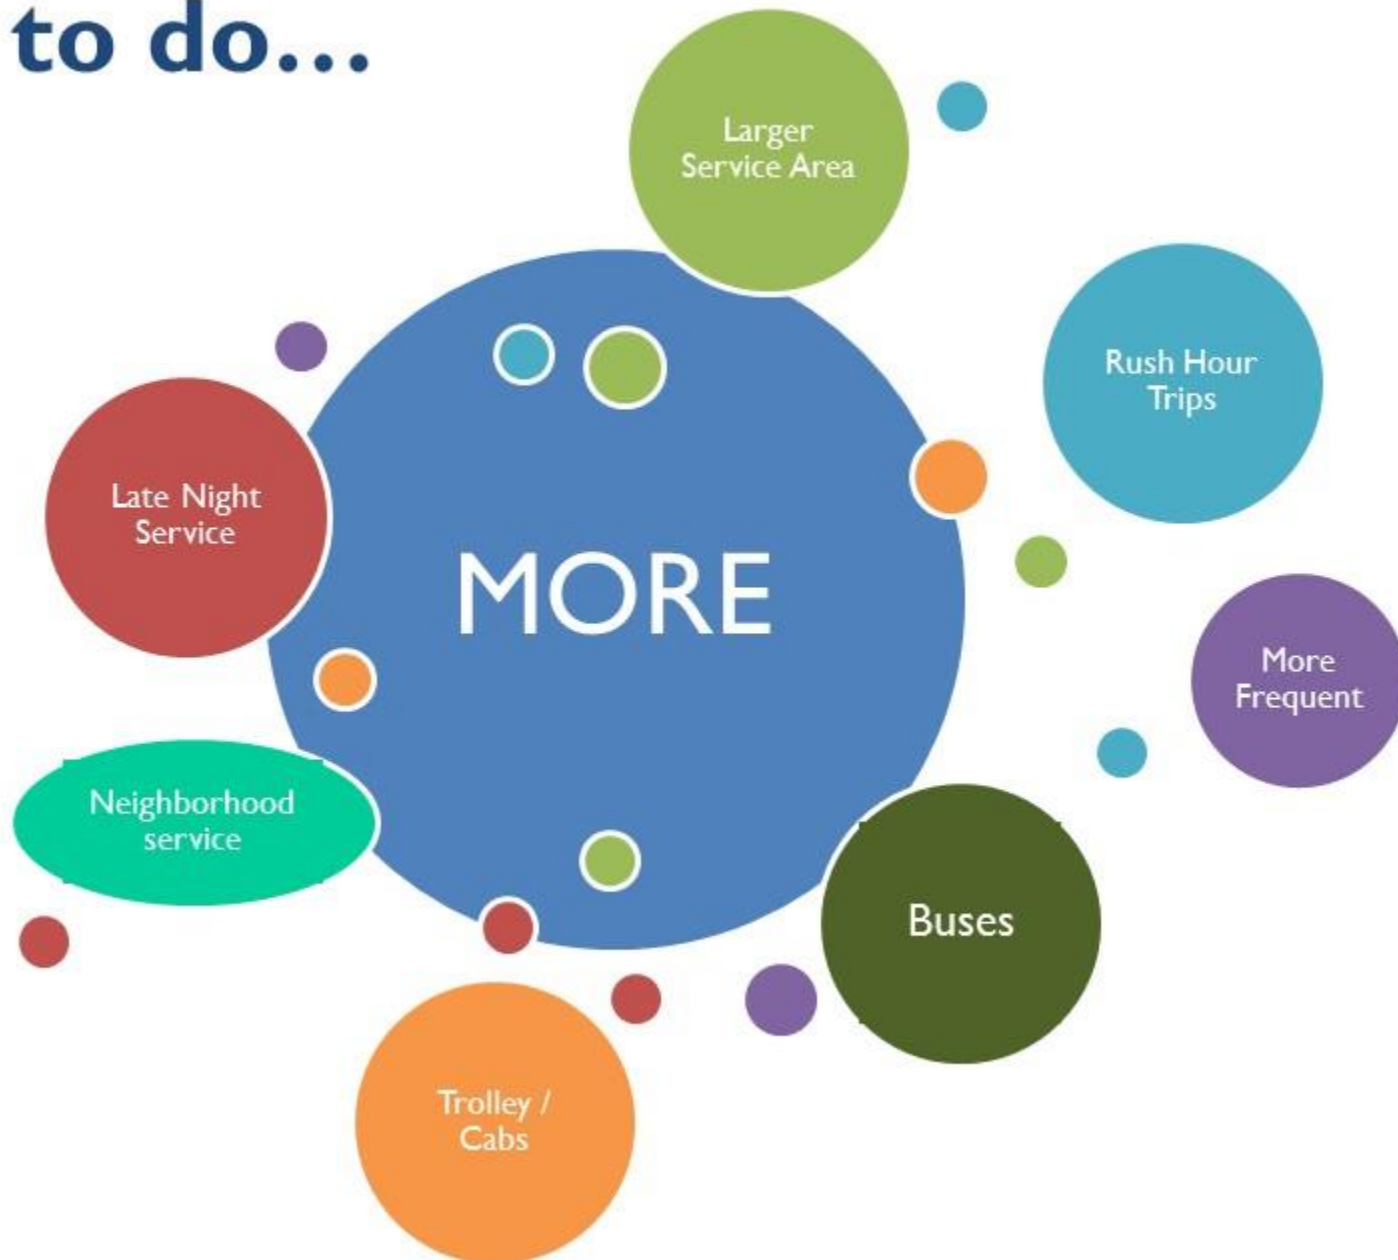 to do...
Larger
Service Area
Rush Hour
Trips
Late Night
Service
MORE
More
Frequent
Neighborhood
service
Buses
Trolley /
Cabs